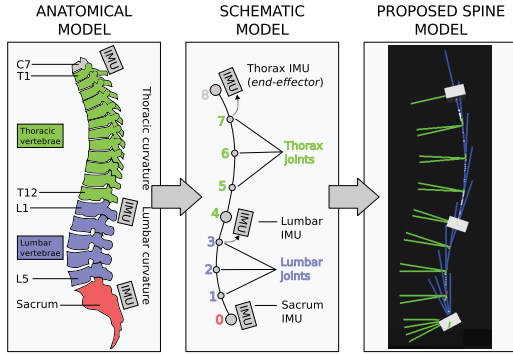 ANATOMICAL
MODEL
SCHEMATIC
MODEL
PROPOSED SPINE
MODEL
C7
T1
IMU
Thoracic
vertebrae
Thoracic curvature
T12
L1
IMU
Lumbar
vertebrae
Lumbar curvature
L5
Sacrum
IMU
IMU
Thorax IMU
(end-effector)
8
7
6
5
4
3
2
1
0
Thorax
joints
IMU
Lumbar
IMU
Lumbar
joints
IMU
Sacrum
IMU